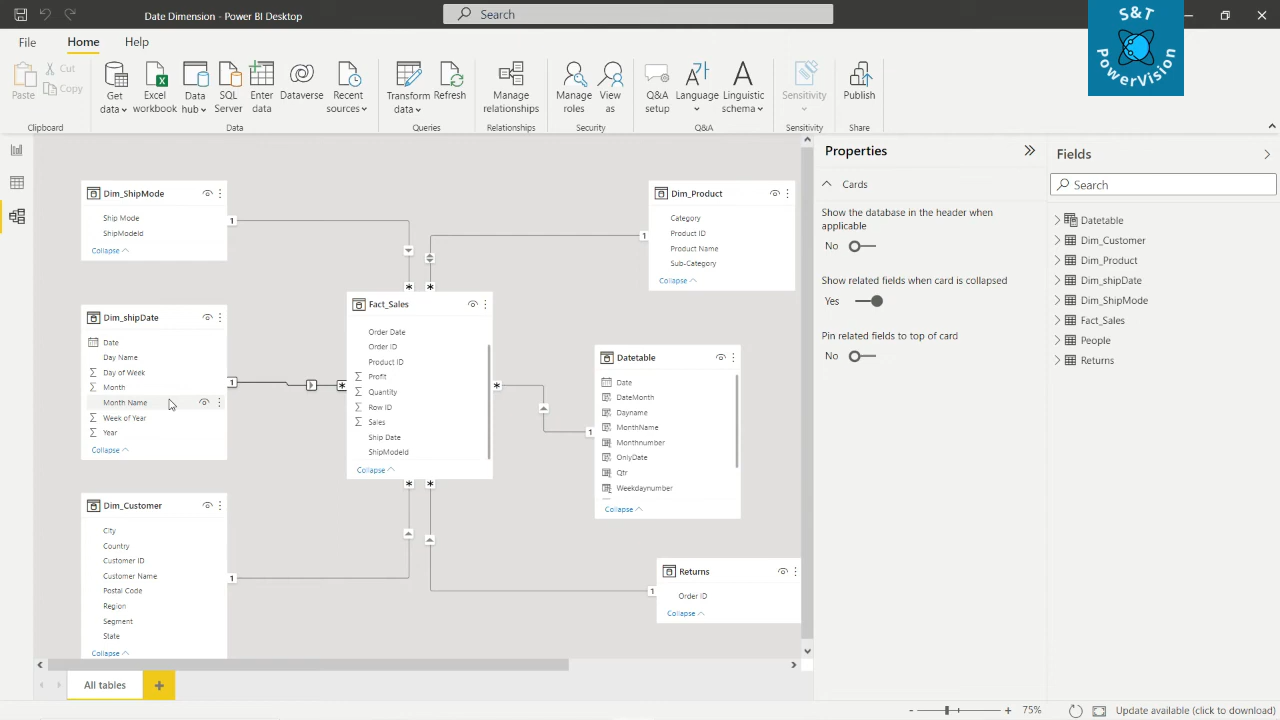 Date Dimension - Power BI Desktop
Search
S&T
PowerVision
File
Home
Help
Paste
Cut
Copy
Clipboard
Get data
Excel workbook
Data hub
SQL Server
Enter data
Dataverse
Recent sources
Data
Transform data
Refresh
Queries
Manage relationships
Relationships
Manage roles
View as
Security
Q&A setup
Language
Linguistic schema
Q&A
Sensitivity
Sensitivity
Publish
Share
Dim_ShipMode
Ship Mode
ShipModeId
Collapse
1
Dim_shipDate
Date
Day Name
Day of Week
Month
Month Name
Week of Year
Year
Collapse
1
*
Dim_Customer
City
Country
Customer ID
Customer Name
Postal Code
Region
Segment
State
Collapse
1
*
*
Fact_Sales
Order Date
Order ID
Product ID
Profit
Quantity
Row ID
Sales
Ship Date
ShipModeId
Collapse
*
*
*
Dim_Product
Category
Product ID
Product Name
Sub-Category
Collapse
1
Datetable
Date
DateMonth
Dayname
MonthName
Monthnumber
OnlyDate
Qtr
Weekdaynumber
Collapse
1
Returns
Order ID
Collapse
1
Properties
Cards
Show the database in the header when
applicable
No
Show related fields when card is collapsed
Yes
Pin related fields to top of card
No
Fields
Search
Datetable
Dim_Customer
Dim_Product
Dim_shipDate
Dim_ShipMode
Fact_Sales
People
Returns
All tables
+
- + 75%
Update available (click to download)